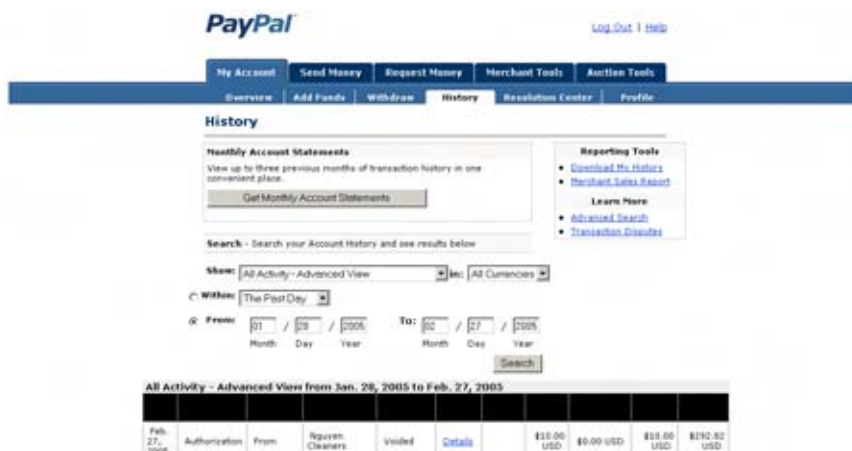 PayPal
Log Out | Help
My Account Send Money Request Money Merchant Tools Auction Tools
Overview Add Funds Withdraw History Resolution Center Profile
History
Monthly Account Statements
View up to three previous months of transaction history in one
convenient place.
Get Monthly Account Statements
Reporting Tools
Download My History
Merchant Sales Report
Learn More
Advanced Search
Transaction Disputes
Search - Search your Account History and see results below
Show: All Activity - Advanced View in: All Currencies
Within: The Past Day
From: 01 / 28 / 2005 To: 02 / 27 / 2005
Month Day Year Month Day Year
Search
All Activity - Advanced View from Jan. 28, 2005 to Feb. 27, 2005
Feb.
27,
2005
Authorization From
Nguyen
Cleaners
Voided Details
$10.00
USD
$0.00 USD
$10.00
USD
$292.82
USD